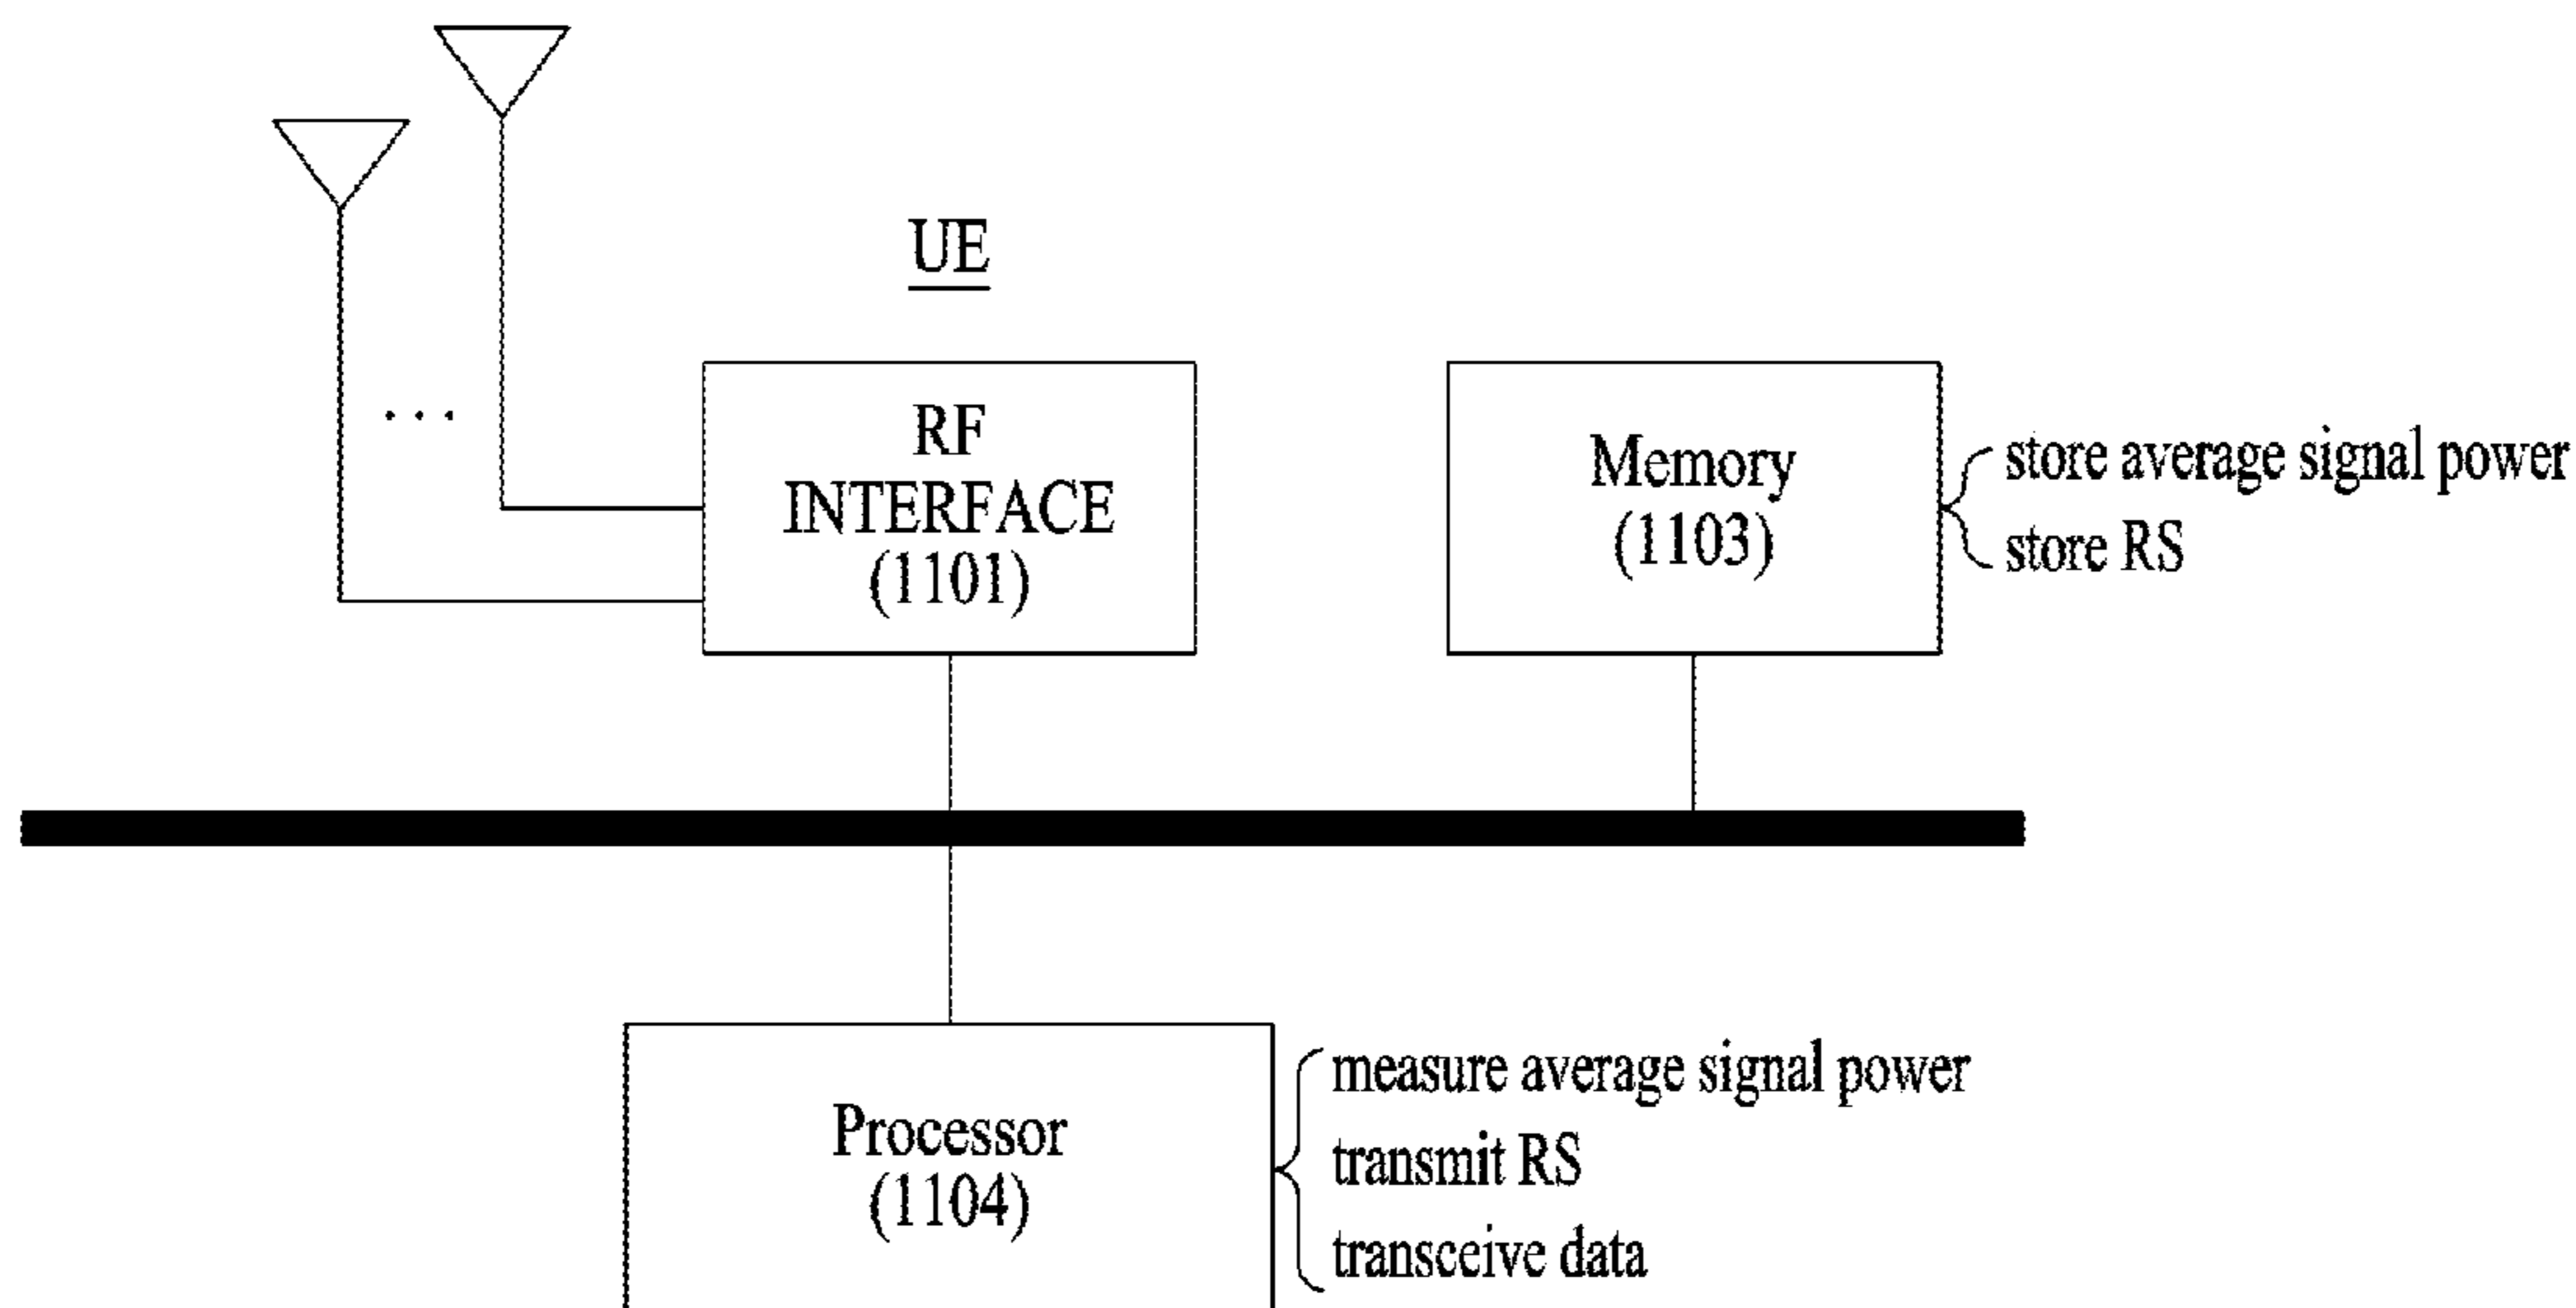 UE
RF
INTERFACE
(1101)
. . .
Memory
(1103)
store average signal power
store RS
Processor
(1104)
measure average signal power
transmit RS
transceive data